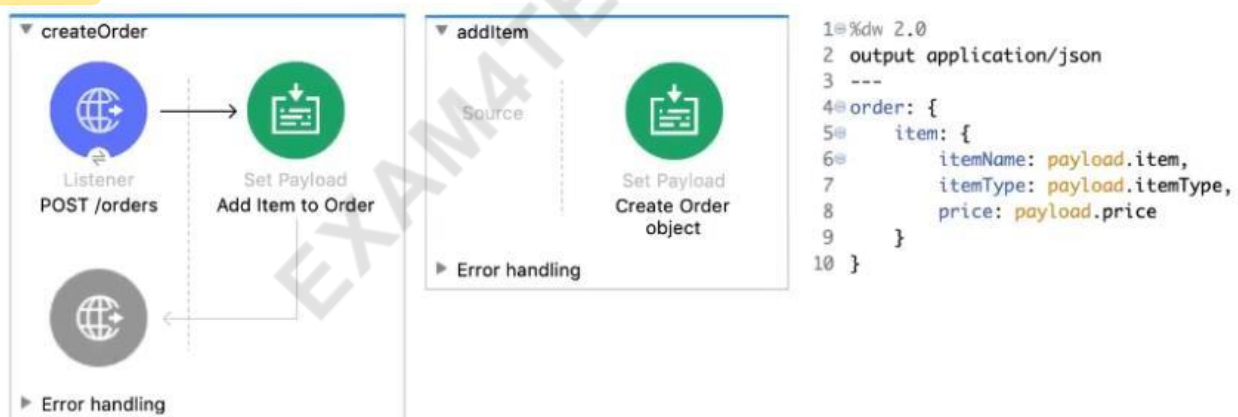 createOrder
Listener
POST /orders
Set Payload
Add Item to Order
Error handling
addItem
Source
Set Payload
Create Order
object
Error handling
1 %dw 2.0
2 output application/json
3 ---
4 order: {
5 item: {
6 itemName: payload.item,
7 itemType: payload.itemType,
8 price: payload.price
9 }
10 }
EXAM4TE